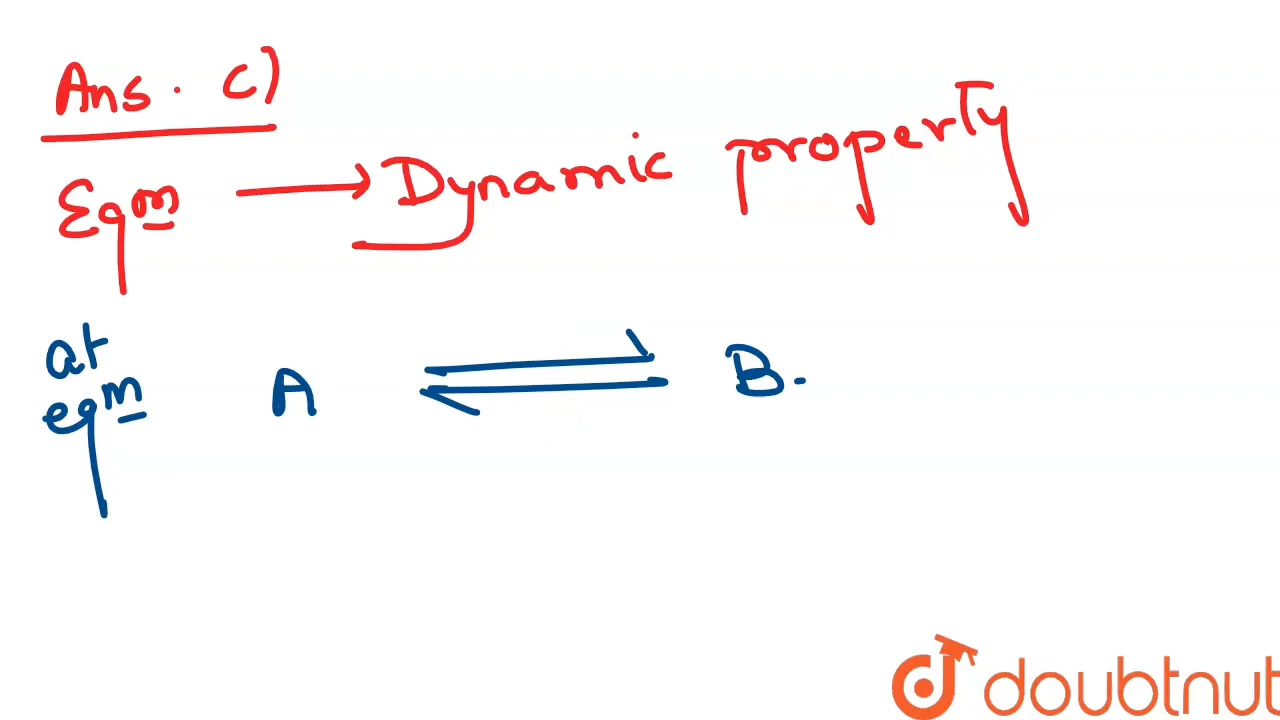 Ans. c)
Eqm → Dynamic property
at
eqm A ⇌ B.
doubtnut